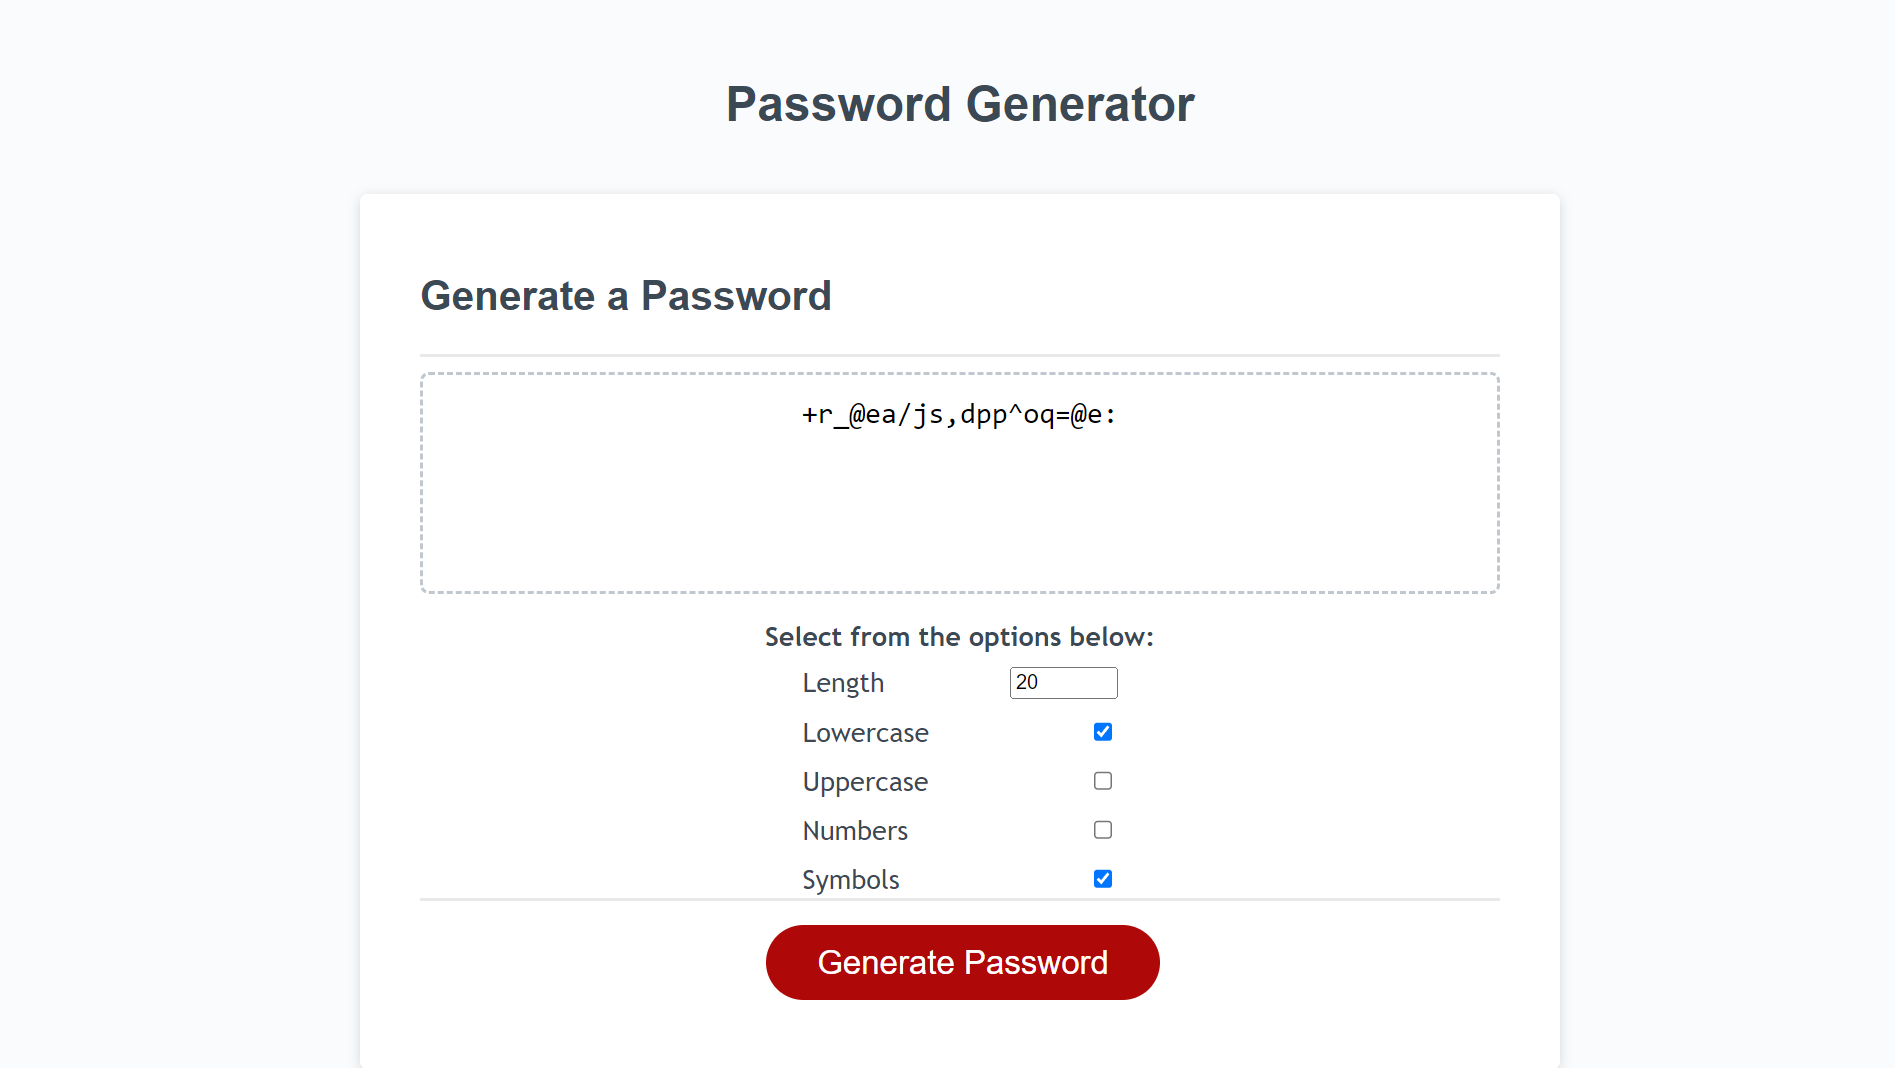 Password Generator
Generate a Password
+r_@ea/js,dpp^oq=@e:
Select from the options below:
Length 20
Lowercase
Uppercase
Numbers
Symbols
Generate Password